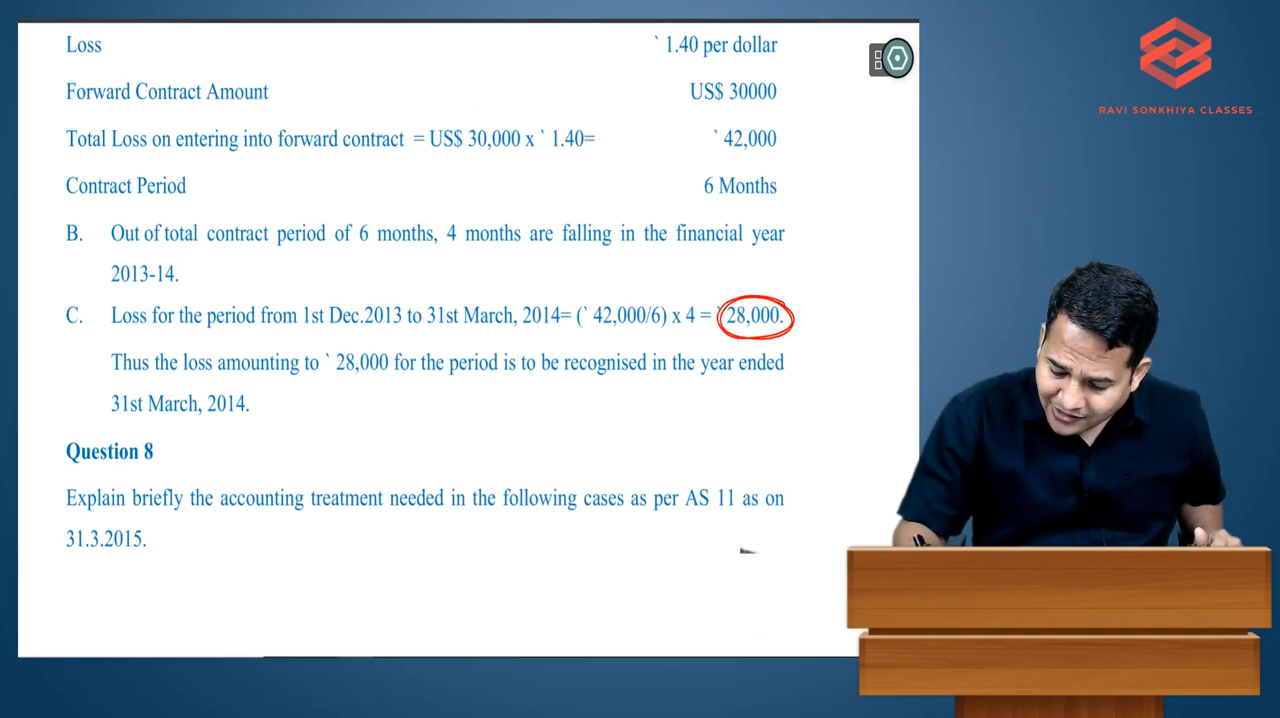 Loss ` 1.40 per dollar
RAVI SONKHIYA CLASSES
Forward Contract Amount US$ 30000
Total Loss on entering into forward contract = US$ 30,000 x ` 1.40= ` 42,000
Contract Period 6 Months
B. Out of total contract period of 6 months, 4 months are falling in the financial year
2013-14.
C. Loss for the period from 1st Dec.2013 to 31st March, 2014= (` 42,000/6) x 4 = ` 28,000.
Thus the loss amounting to ` 28,000 for the period is to be recognised in the year ended
31st March, 2014.
Question 8
Explain briefly the accounting treatment needed in the following cases as per AS 11 as on
31.3.2015.